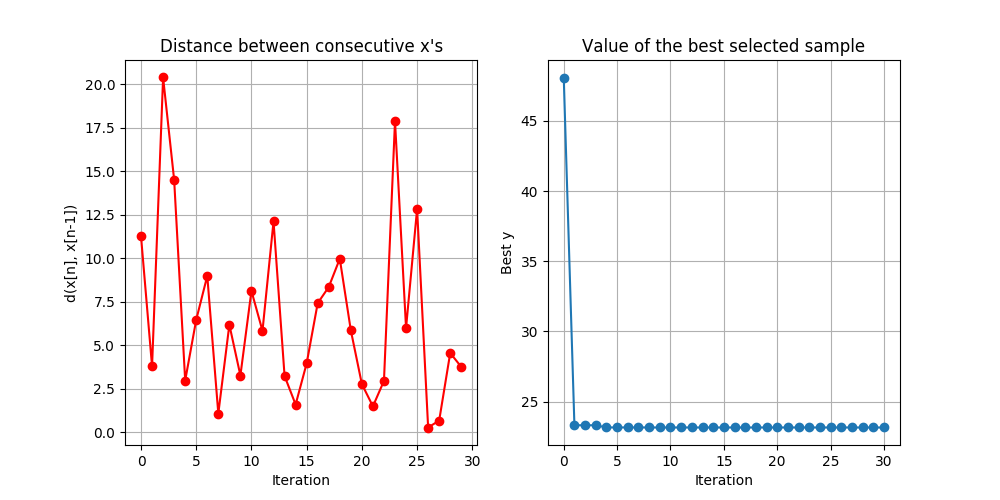 Distance between consecutive x's
20.0
17.5
15.0
12.5
10.0
7.5
5.0
2.5
0.0
d(x[n], x[n-1])
0 5 10 15 20 25 30
Iteration
Value of the best selected sample
45
40
35
30
25
Best y
0 5 10 15 20 25 30
Iteration